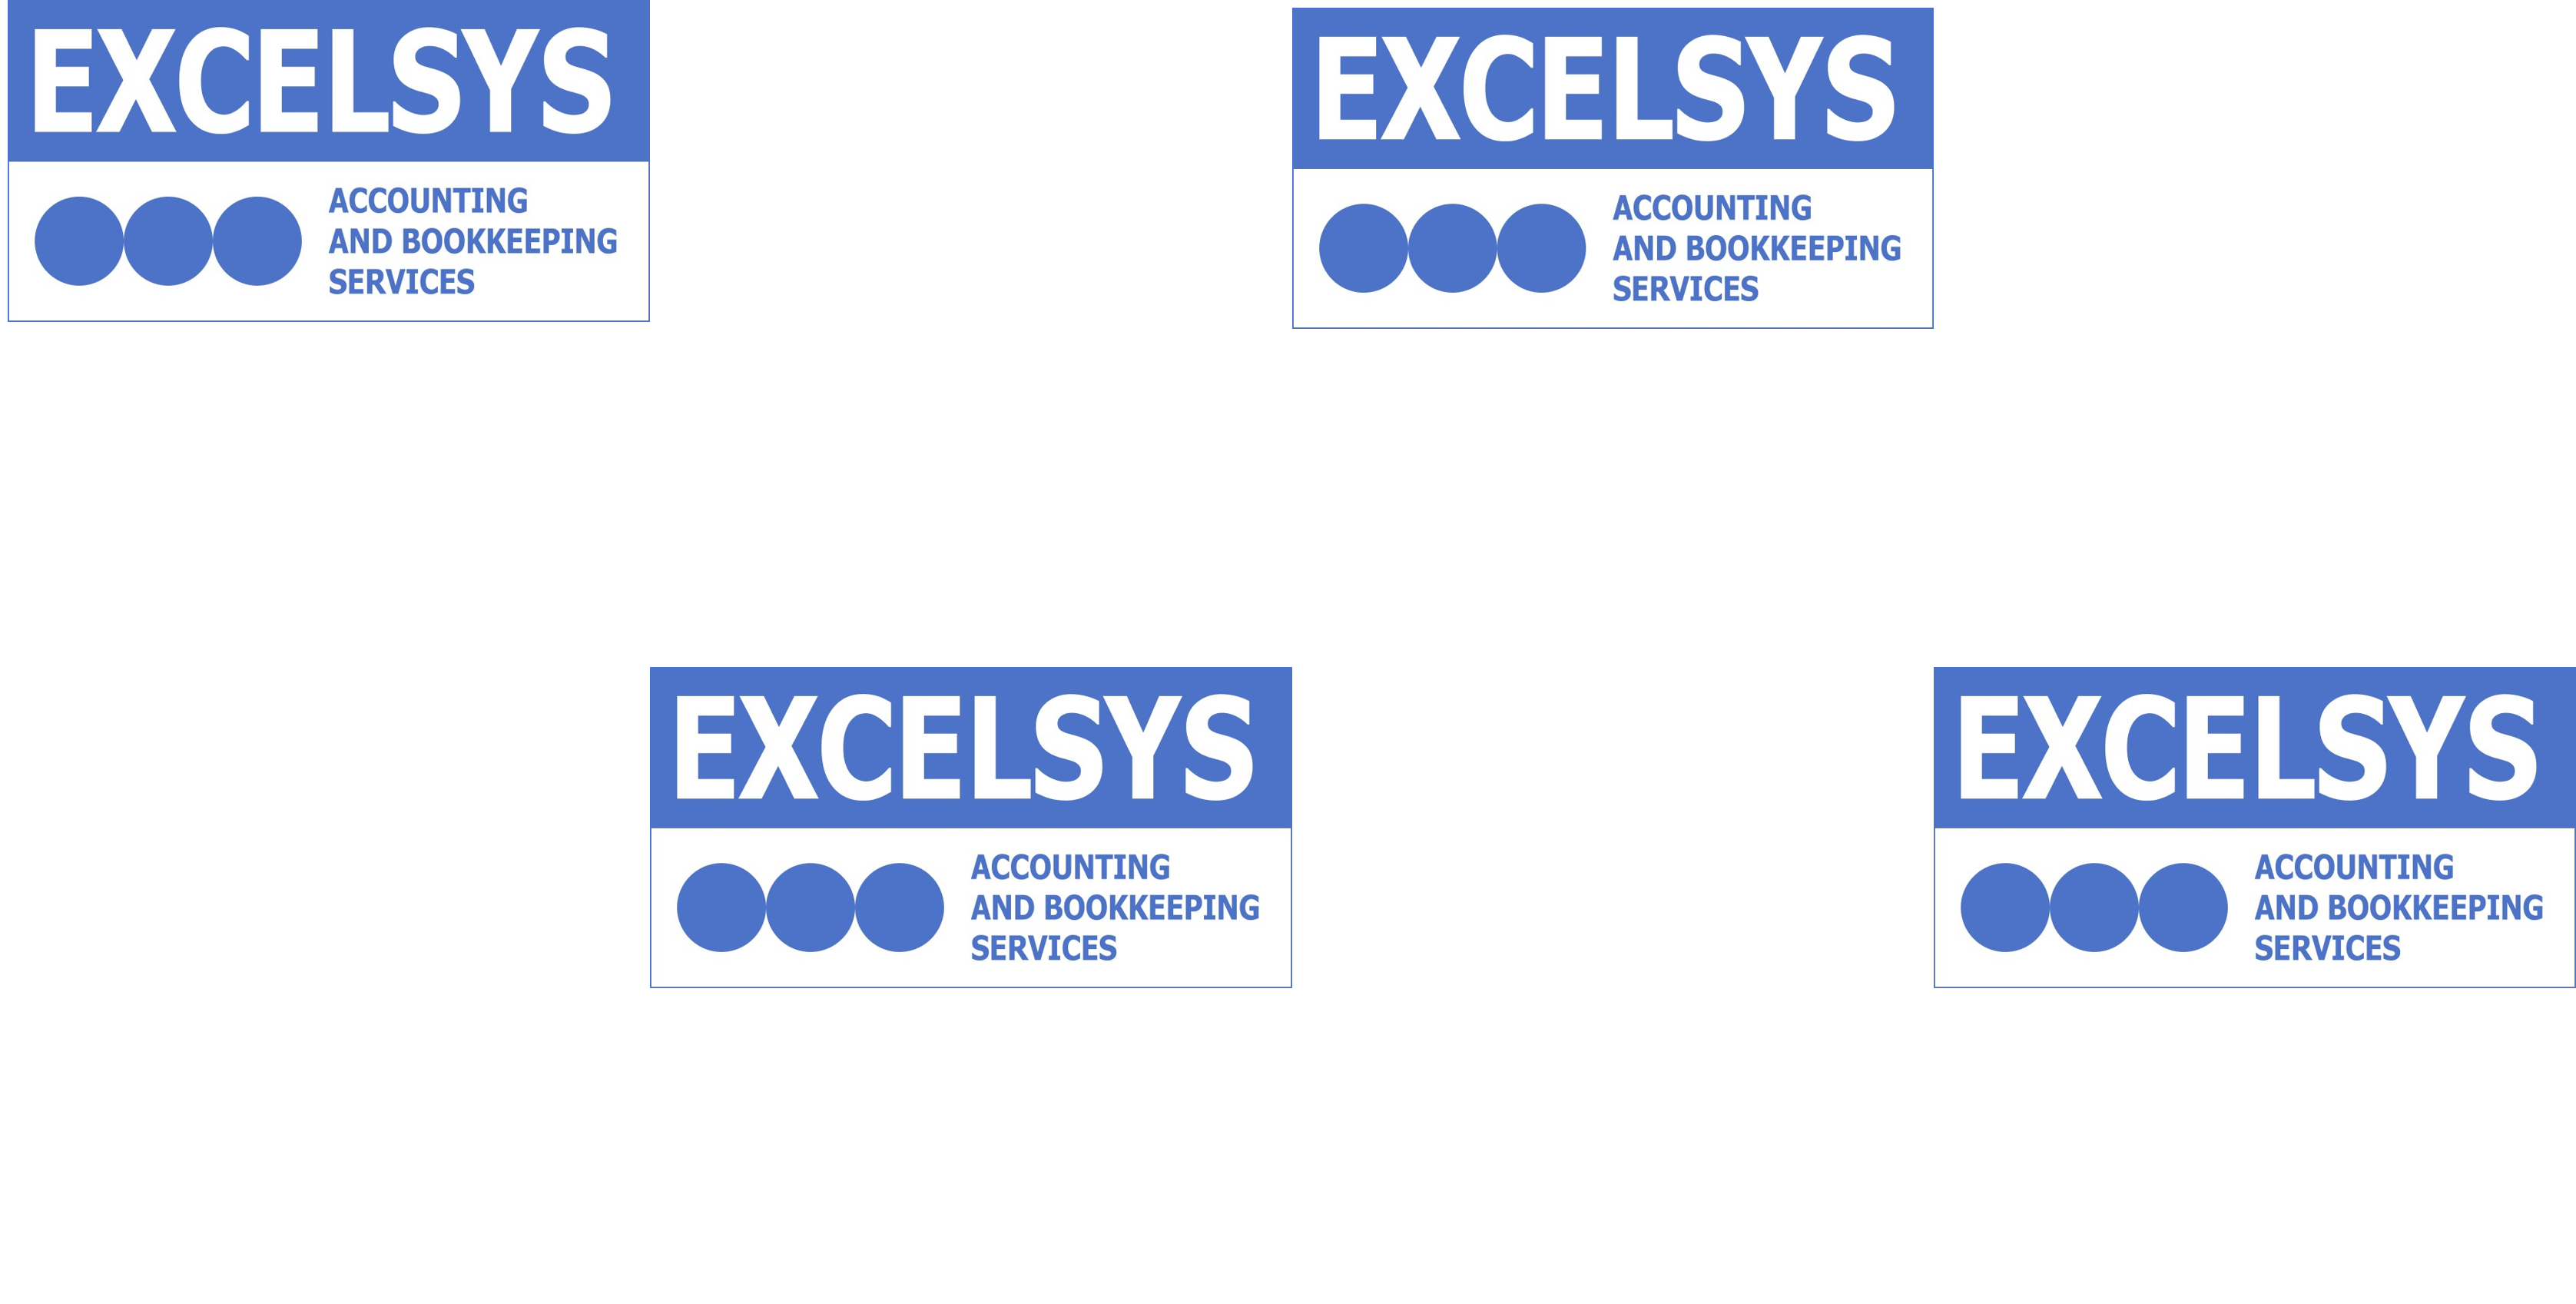 EXCELSYS
ACCOUNTING
AND BOOKKEEPING
SERVICES
EXCELSYS
ACCOUNTING
AND BOOKKEEPING
SERVICES
EXCELSYS
ACCOUNTING
AND BOOKKEEPING
SERVICES
EXCELSYS
ACCOUNTING
AND BOOKKEEPING
SERVICES